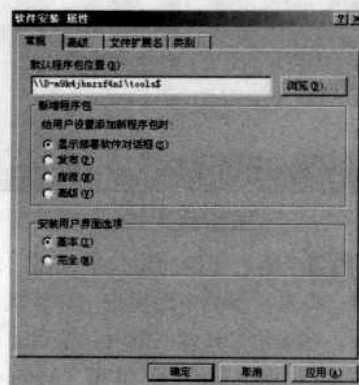 软件安装 属性
常规 高级 文件扩展名 类别
默认程序包位置(D)
浏览(B)...
新增程序包
给用户设置添加新程序包时:
显示部署软件对话框(S)
发布(P)
指派(A)
高级(V)
安装用户界面选项
基本(I)
完全(M)
确定 取消 应用(A)